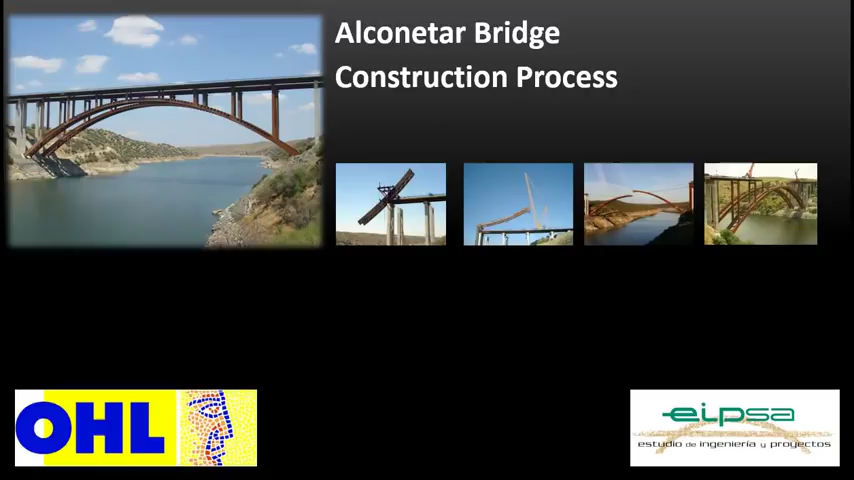 Alconetar Bridge
Construction Process
OHL
eipsa
estudio de ingeniería y proyectos